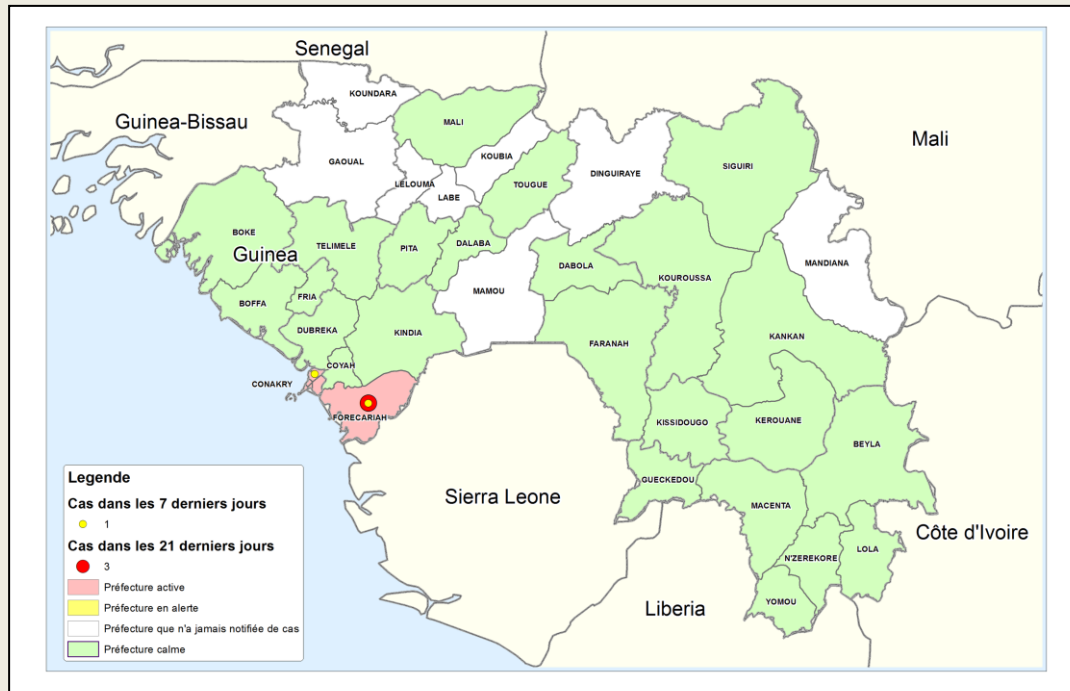 Senegal
KOUNDARA
Guinea-Bissau
MALI
Mali
KOUBIA
GAOUAL
SIGUIRI
LELOUMA
DINGUIRAYE
TOUGUE
LABE
BOKE
TELIMELE
PITA
DALABA
Guinea
MANDIANA
DABOLA
KOUROUSSA
MAMOU
FRIA
BOFFA
DUBREKA
KINDIA
KANKAN
FARANAH
COYAH
CONAKRY
FORECARIAH
KISSIDOUGO
KEROUANE
BEYLA
GUECKEDOU
Sierra Leone
MACENTA
Côte d'Ivoire
LOLA
N'ZEREKORE
YOMOU
Liberia
Legende
Cas dans les 7 derniers jours
1
Cas dans les 21 derniers jours
3
Préfecture active
Préfecture en alerte
Préfecture que n'a jamais notifiée de cas
Préfecture calme